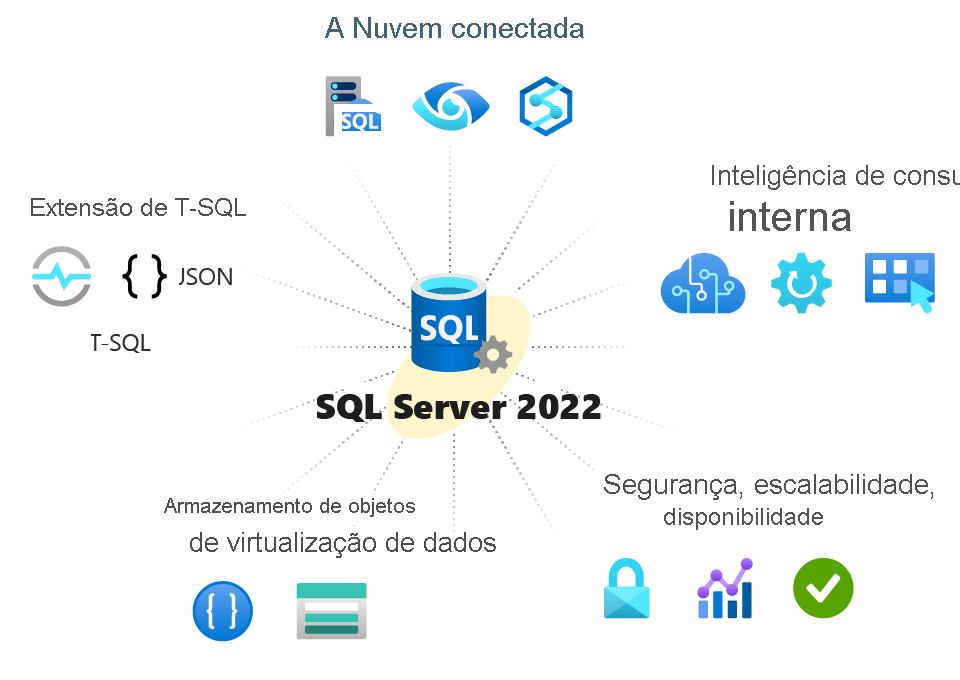 A Nuvem conectada
SQL
Extensão de T-SQL
JSON
T-SQL
Inteligência de consu
interna
SQL
SQL Server 2022
Armazenamento de objetos
de virtualização de dados
{ }
Segurança, escalabilidade,
disponibilidade